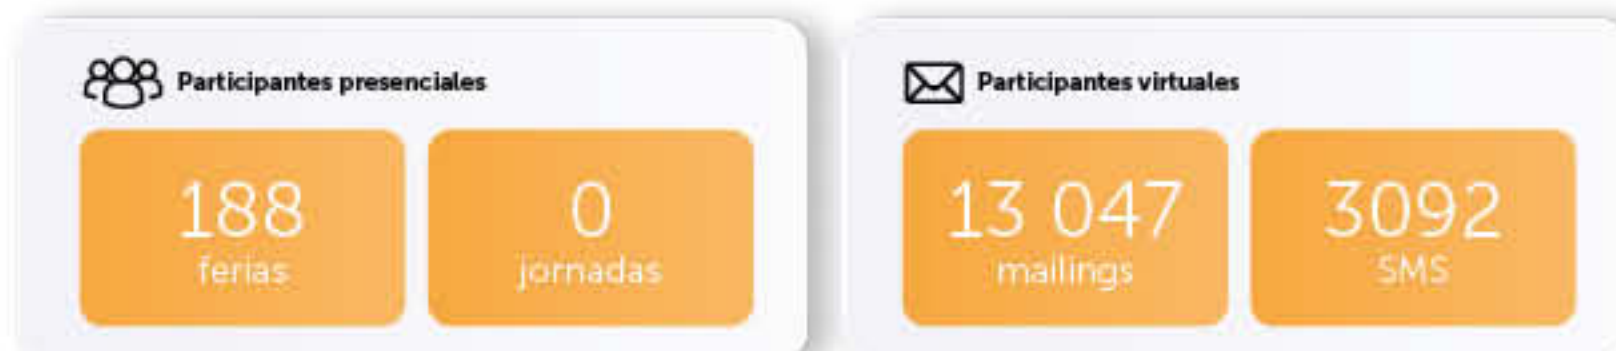 Participantes presenciales
188
ferias
0
jornadas
Participantes virtuales
13 047
mailings
3092
SMS